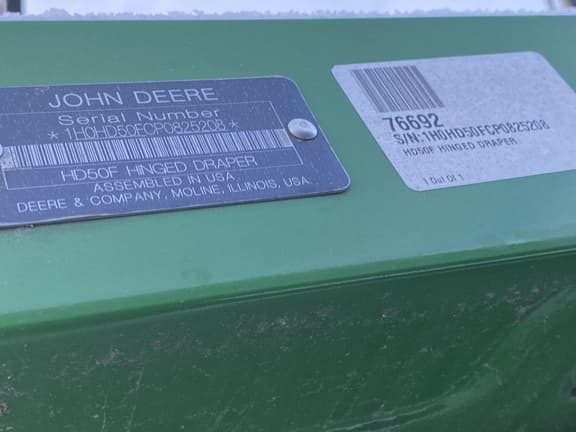 JOHN DEERE
Serial Number
*1H0HD50FCP0825208*
HD50F HINGED DRAPER
ASSEMBLED IN USA
DEERE & COMPANY, MOLINE, ILLINOIS, USA
76692
S/N:1H0HD50FCP0825208
HD50F HINGED DRAPER
1 Out Of 1